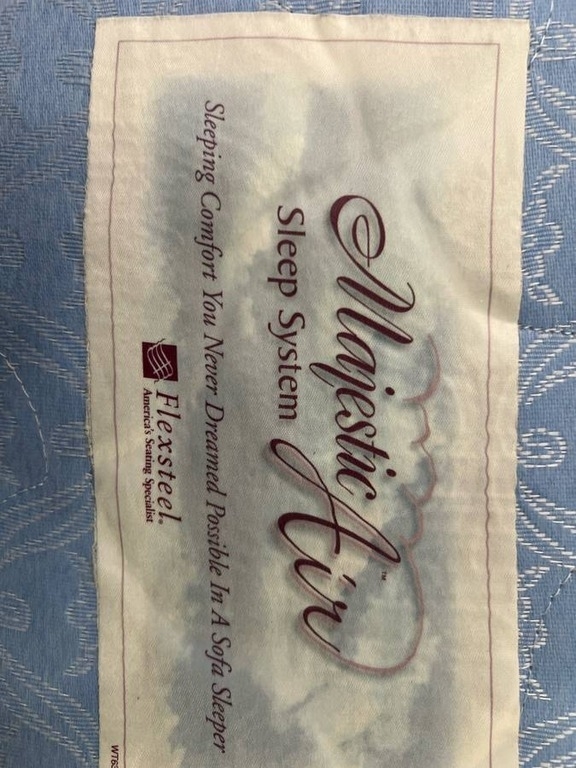 Majestic Air™
Sleep System
Sleeping Comfort You Never Dreamed Possible In A Sofa Sleeper
Flexsteel®
America's Seating Specialist